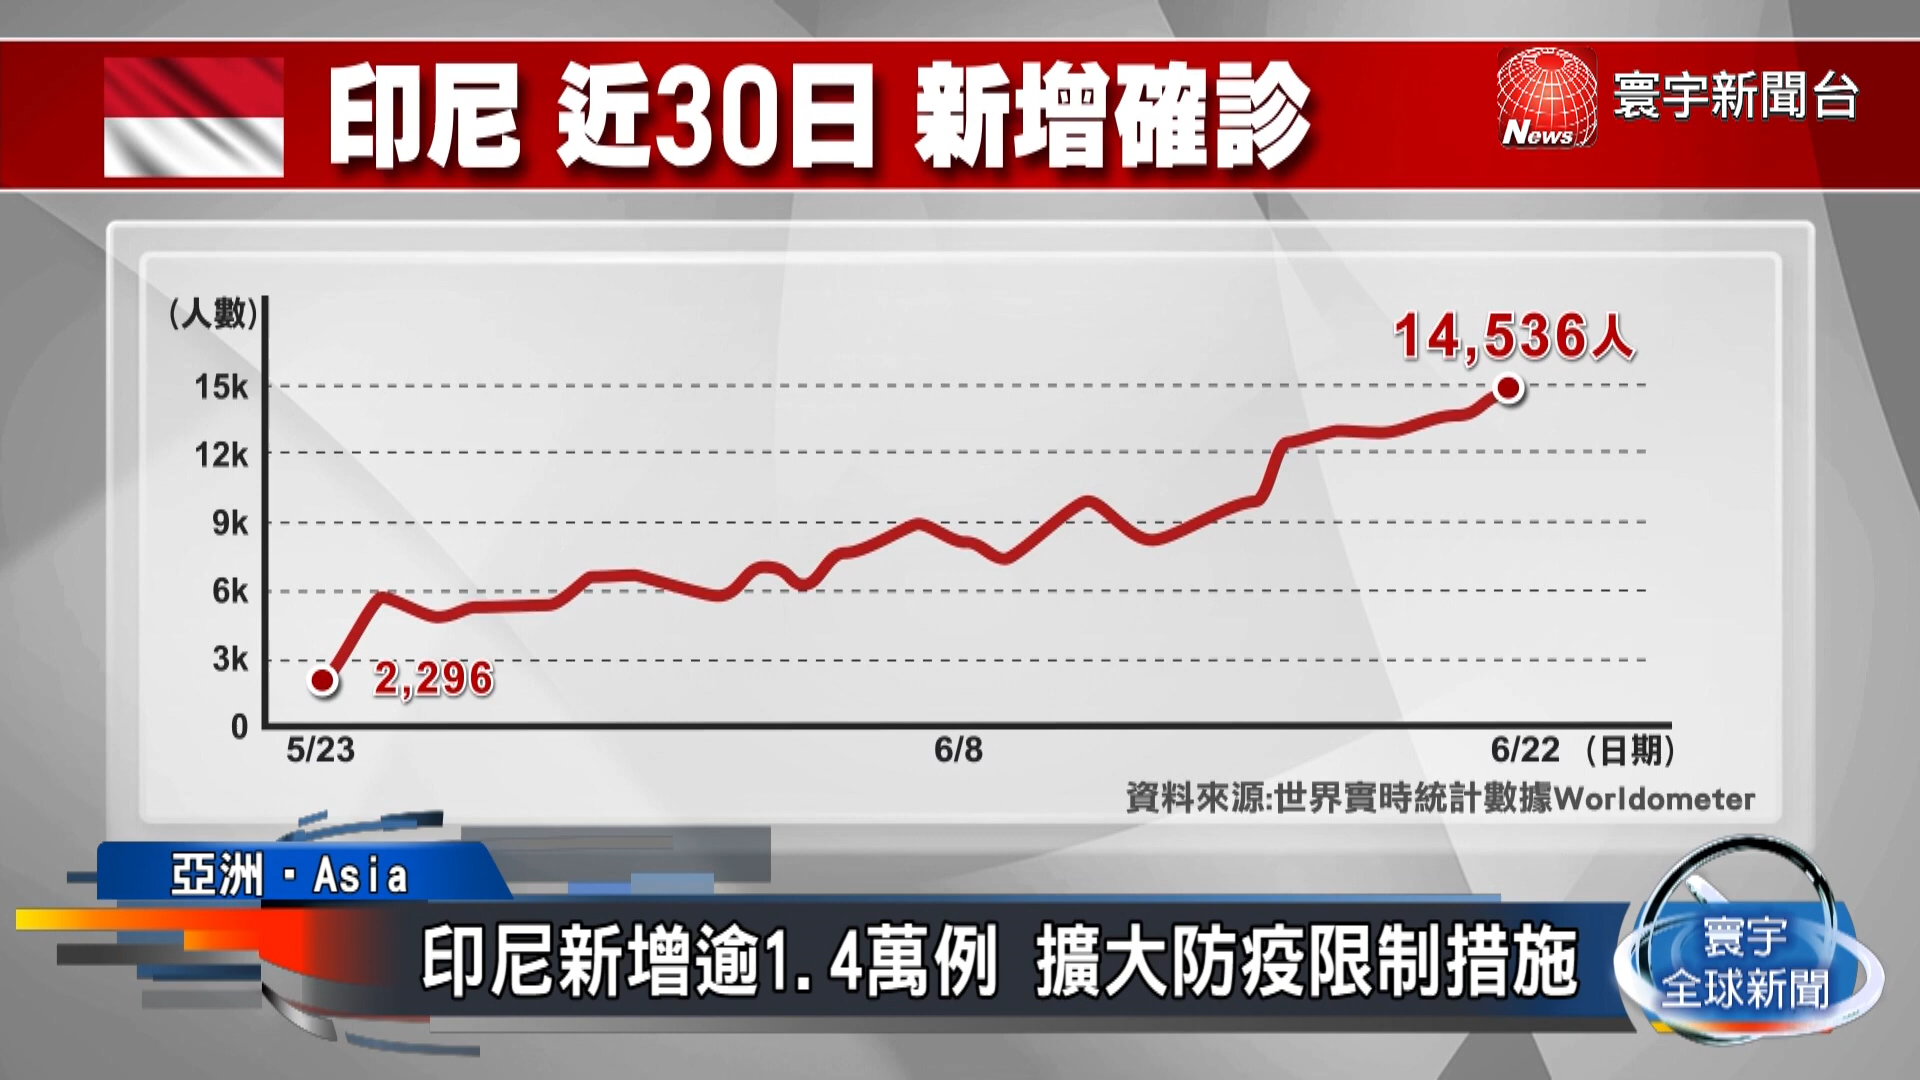 印尼 近30日 新增確診
News
寰宇新聞台
(人數)
14,536人
15k
12k
9k
6k
3k
2,296
0
5/23
6/8
6/22
(日期)
資料來源:世界實時統計數據Worldometer
亞洲·Asia
印尼新增逾1.4萬例 擴大防疫限制措施
寰宇
全球新聞